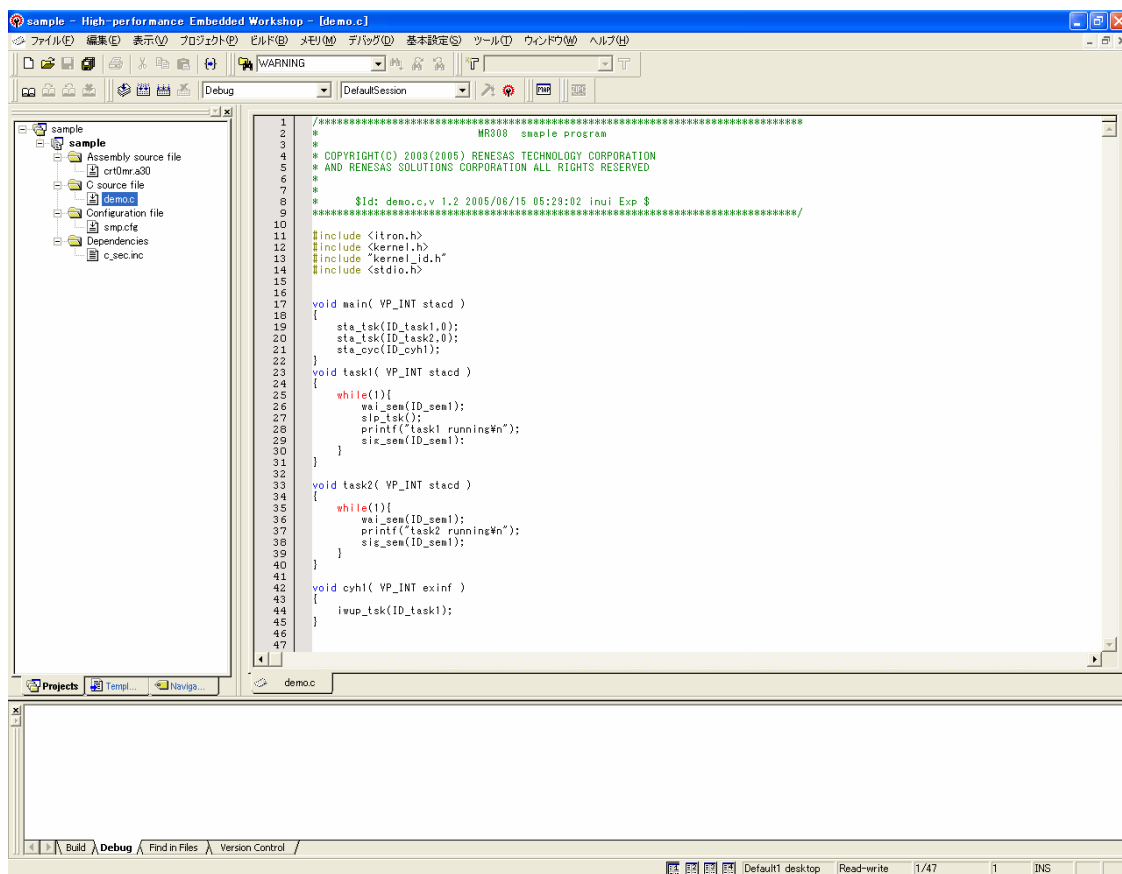 sample - High-performance Embedded Workshop - [demo.c]
ファイル(F) 編集(E) 表示(V) プロジェクト(P) ビルド(B) メモリ(M) デバッグ(D) 基本設定(S) ツール(T) ウィンドウ(W) ヘルプ(H)
WARNING
Debug DefaultSession MAP
sample
sample
Assembly source file
crt0mr.a30
C source file
demo.c
Configuration file
smp.cfg
Dependencies
c_sec.inc
Projects Templ... Naviga...
1 /******************************************************************************
2 * MR308 smaple program
3 *
4 * COPYRIGHT(C) 2003(2005) RENESAS TECHNOLOGY CORPORATION
5 * AND RENESAS SOLUTIONS CORPORATION ALL RIGHTS RESERVED
6 *
7 *
8 * $Id: demo.c,v 1.2 2005/06/15 05:29:02 inui Exp $
9 ******************************************************************************/
10
11 #include <itron.h>
12 #include <kernel.h>
13 #include "kernel_id.h"
14 #include <stdio.h>
15
16
17 void main( VP_INT stacd )
18 {
19 sta_tsk(ID_task1,0);
20 sta_tsk(ID_task2,0);
21 sta_cyc(ID_cyh1);
22 }
23 void task1( VP_INT stacd )
24 {
25 while(1){
26 wai_sem(ID_sem1);
27 slp_tsk();
28 printf("task1 running¥n");
29 sig_sem(ID_sem1);
30 }
31 }
32
33 void task2( VP_INT stacd )
34 {
35 while(1){
36 wai_sem(ID_sem1);
37 printf("task2 running¥n");
38 sig_sem(ID_sem1);
39 }
40 }
41
42 void cyh1( VP_INT exinf )
43 {
44 iwup_tsk(ID_task1);
45 }
46
47
demo.c
Build Debug Find in Files Version Control
Default1 desktop Read-write 1/47 1 INS